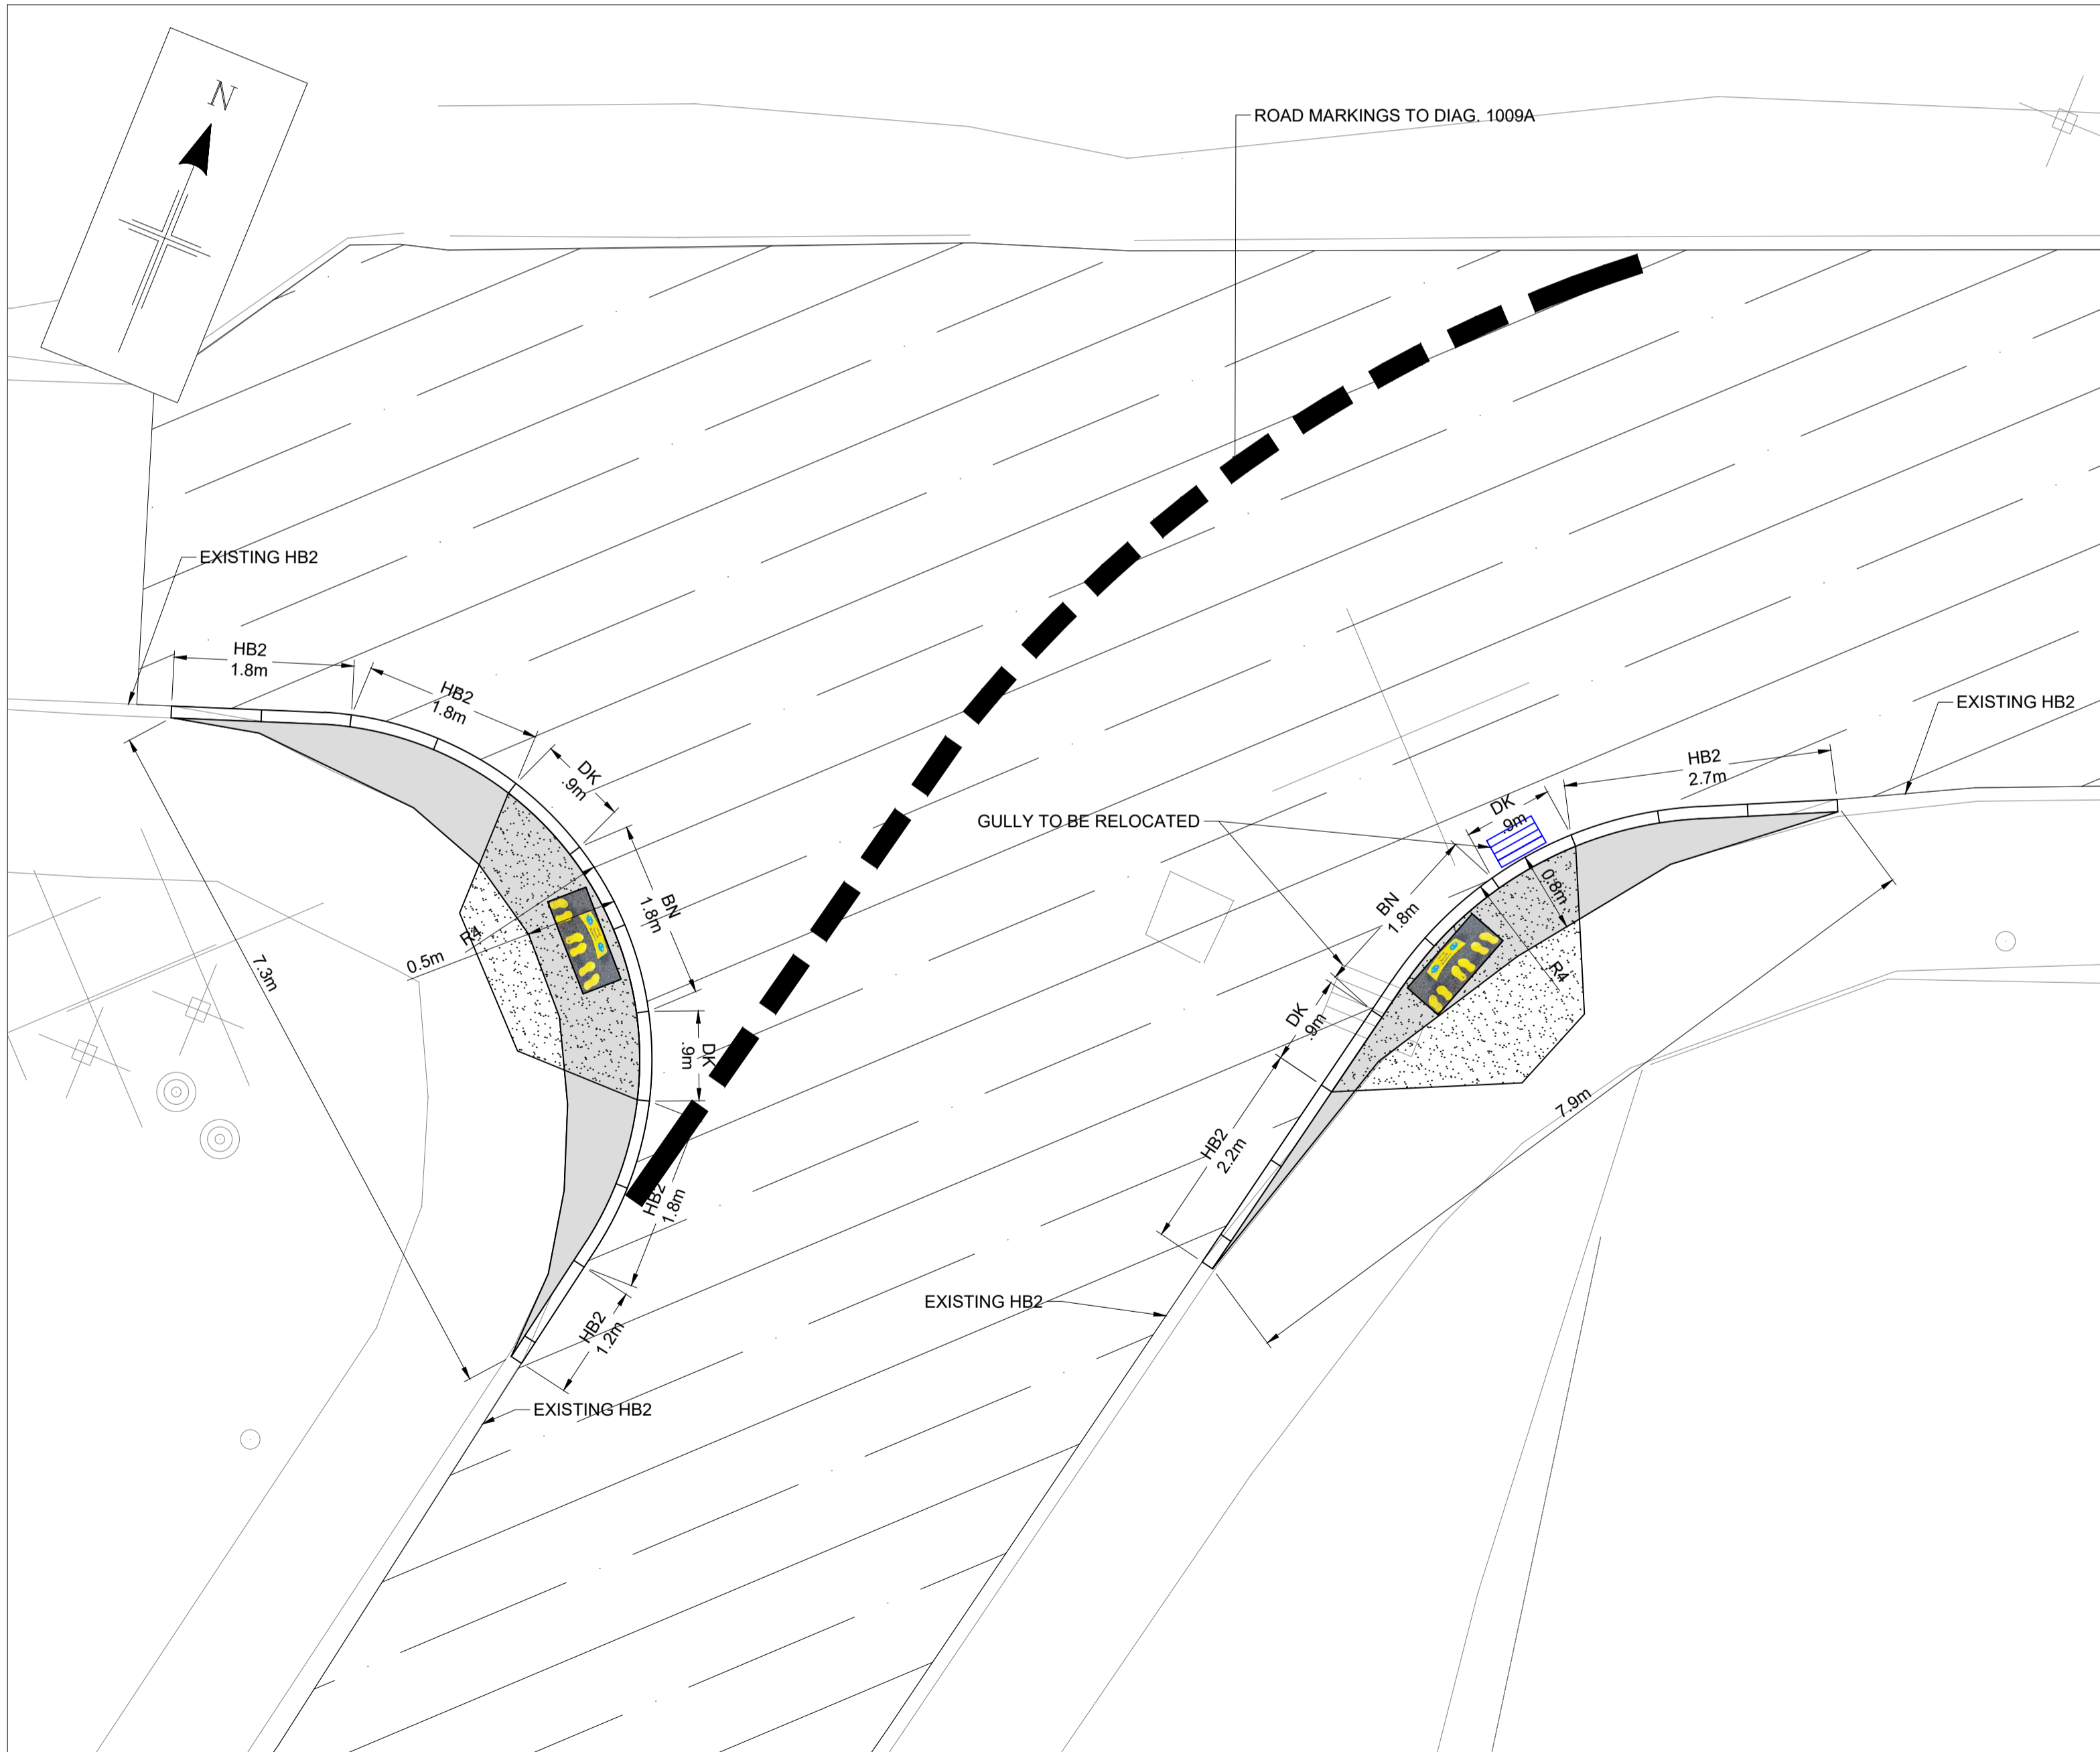 N
ROAD MARKINGS TO DIAG. 1009A
EXISTING HB2
HB2
1.8m
HB2
1.8m
DK
.9m
BN
1.8m
R4
0.5m
7.3m
DK
.9m
HB2
1.8m
HB2
1.2m
EXISTING HB2
EXISTING HB2
HB2
2.7m
DK
.9m
GULLY TO BE RELOCATED
0.8m
BN
1.8m
R4
DK
.9m
7.9m
HB2
2.2m
EXISTING HB2